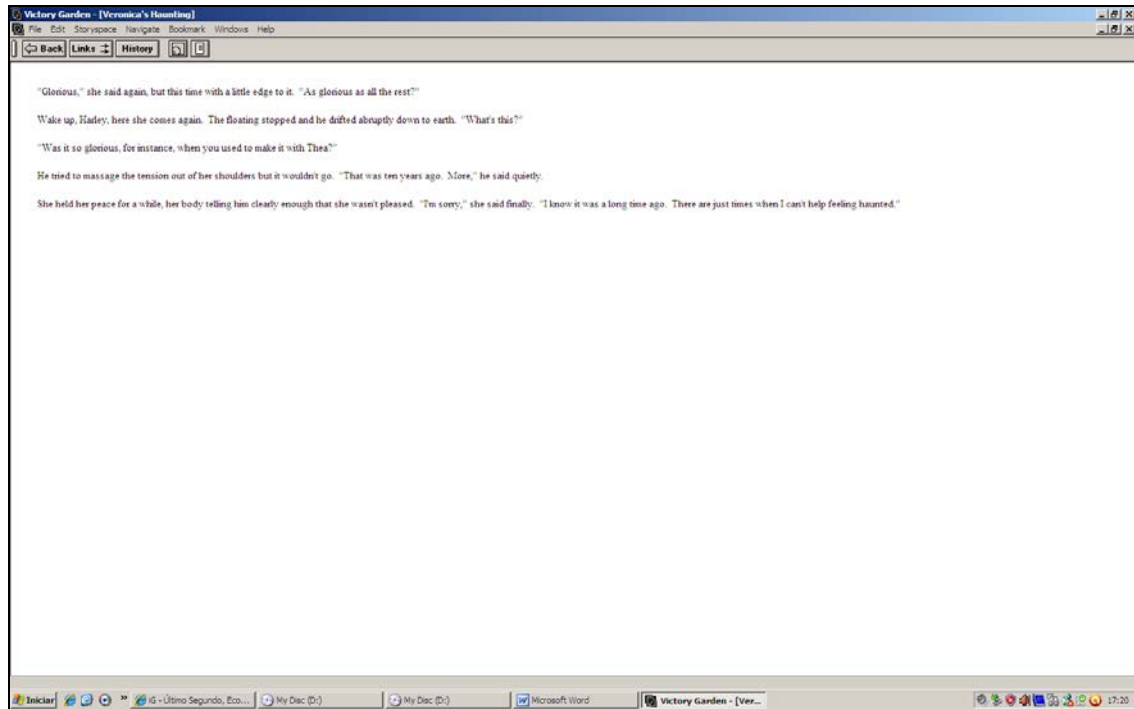 Victory Garden - [Veronica's Haunting]
File Edit Storyspace Navigate Bookmark Windows Help
Back Links History
"Glorious," she said again, but this time with a little edge to it.  "As glorious as all the rest?"
Wake up, Harley, here she comes again.  The floating stopped and he drifted abruptly down to earth.  "What's this?"
"Was it so glorious, for instance, when you used to make it with Thea?"
He tried to massage the tension out of her shoulders but it wouldn't go.  "That was ten years ago.  More," he said quietly.
She held her peace for a while, her body telling him clearly enough that she wasn't pleased.  "I'm sorry," she said finally.  "I know it was a long time ago.  There are just times when I can't help feeling haunted."
Iniciar » iG - Último Segundo, Eco... My Disc (D:) My Disc (D:) Microsoft Word Victory Garden - [Ver... 17:20